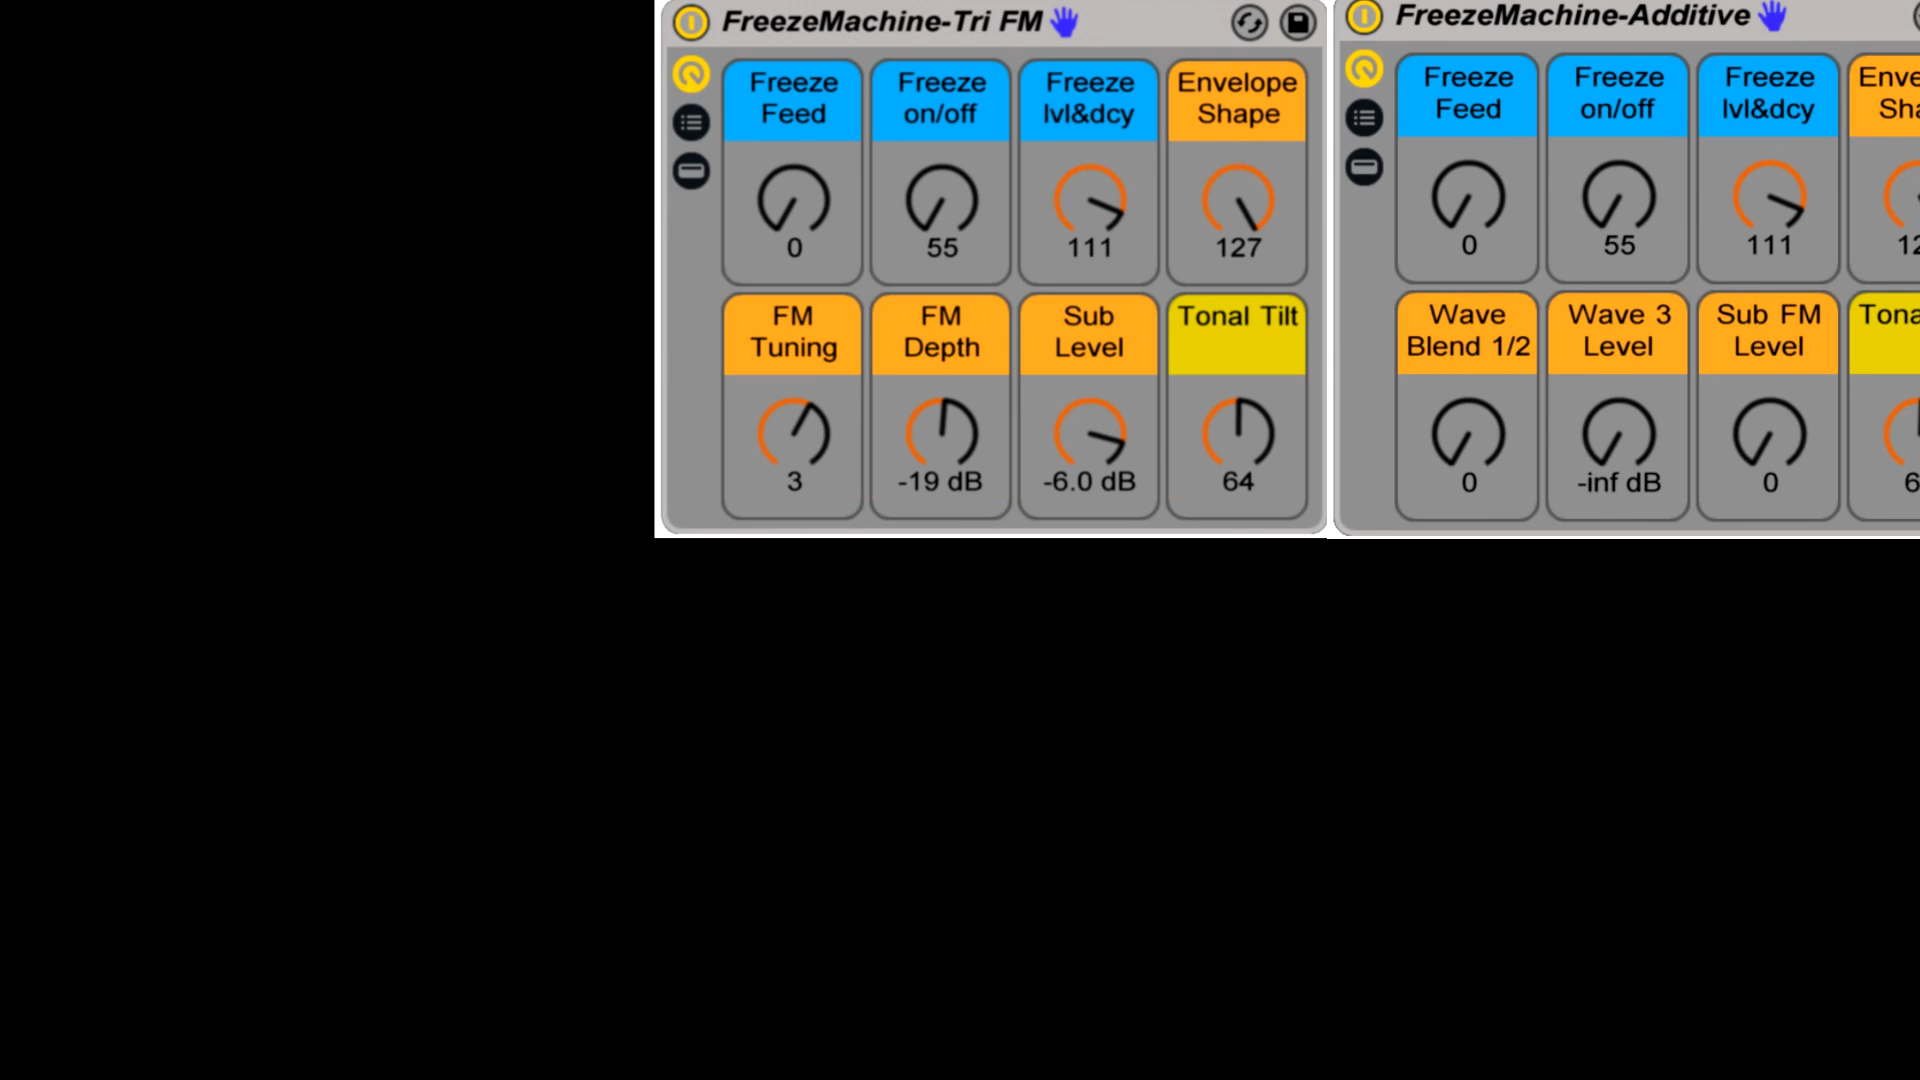 FreezeMachine-Tri FM
Freeze Feed
Freeze on/off
Freeze lvl&dcy
Envelope Shape
0
55
111
127
FM Tuning
FM Depth
Sub Level
Tonal Tilt
3
-19 dB
-6.0 dB
64
FreezeMachine-Additive
Freeze Feed
Freeze on/off
Freeze lvl&dcy
0
55
111
Wave Blend 1/2
Wave 3 Level
Sub FM Level
0
-inf dB
0